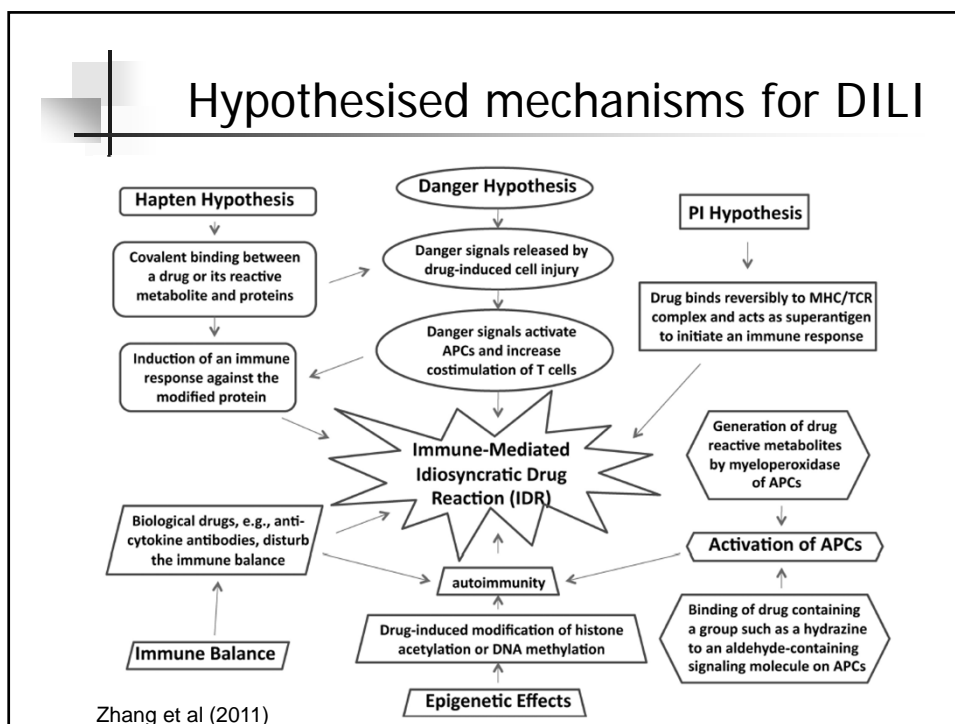 Hypothesised mechanisms for DILI
Hapten Hypothesis
Covalent binding between
a drug or its reactive
metabolite and proteins
Induction of an immune
response against the
modified protein
Danger Hypothesis
Danger signals released by
drug-induced cell injury
Danger signals activate
APCs and increase
costimulation of T cells
PI Hypothesis
Drug binds reversibly to MHC/TCR
complex and acts as superantigen
to initiate an immune response
Immune-Mediated
Idiosyncratic Drug
Reaction (IDR)
Generation of drug
reactive metabolites
by myeloperoxidase
of APCs
Activation of APCs
Binding of drug containing
a group such as a hydrazine
to an aldehyde-containing
signaling molecule on APCs
Biological drugs, e.g., anti-
cytokine antibodies, disturb
the immune balance
Immune Balance
autoimmunity
Drug-induced modification of histone
acetylation or DNA methylation
Epigenetic Effects
Zhang et al (2011)